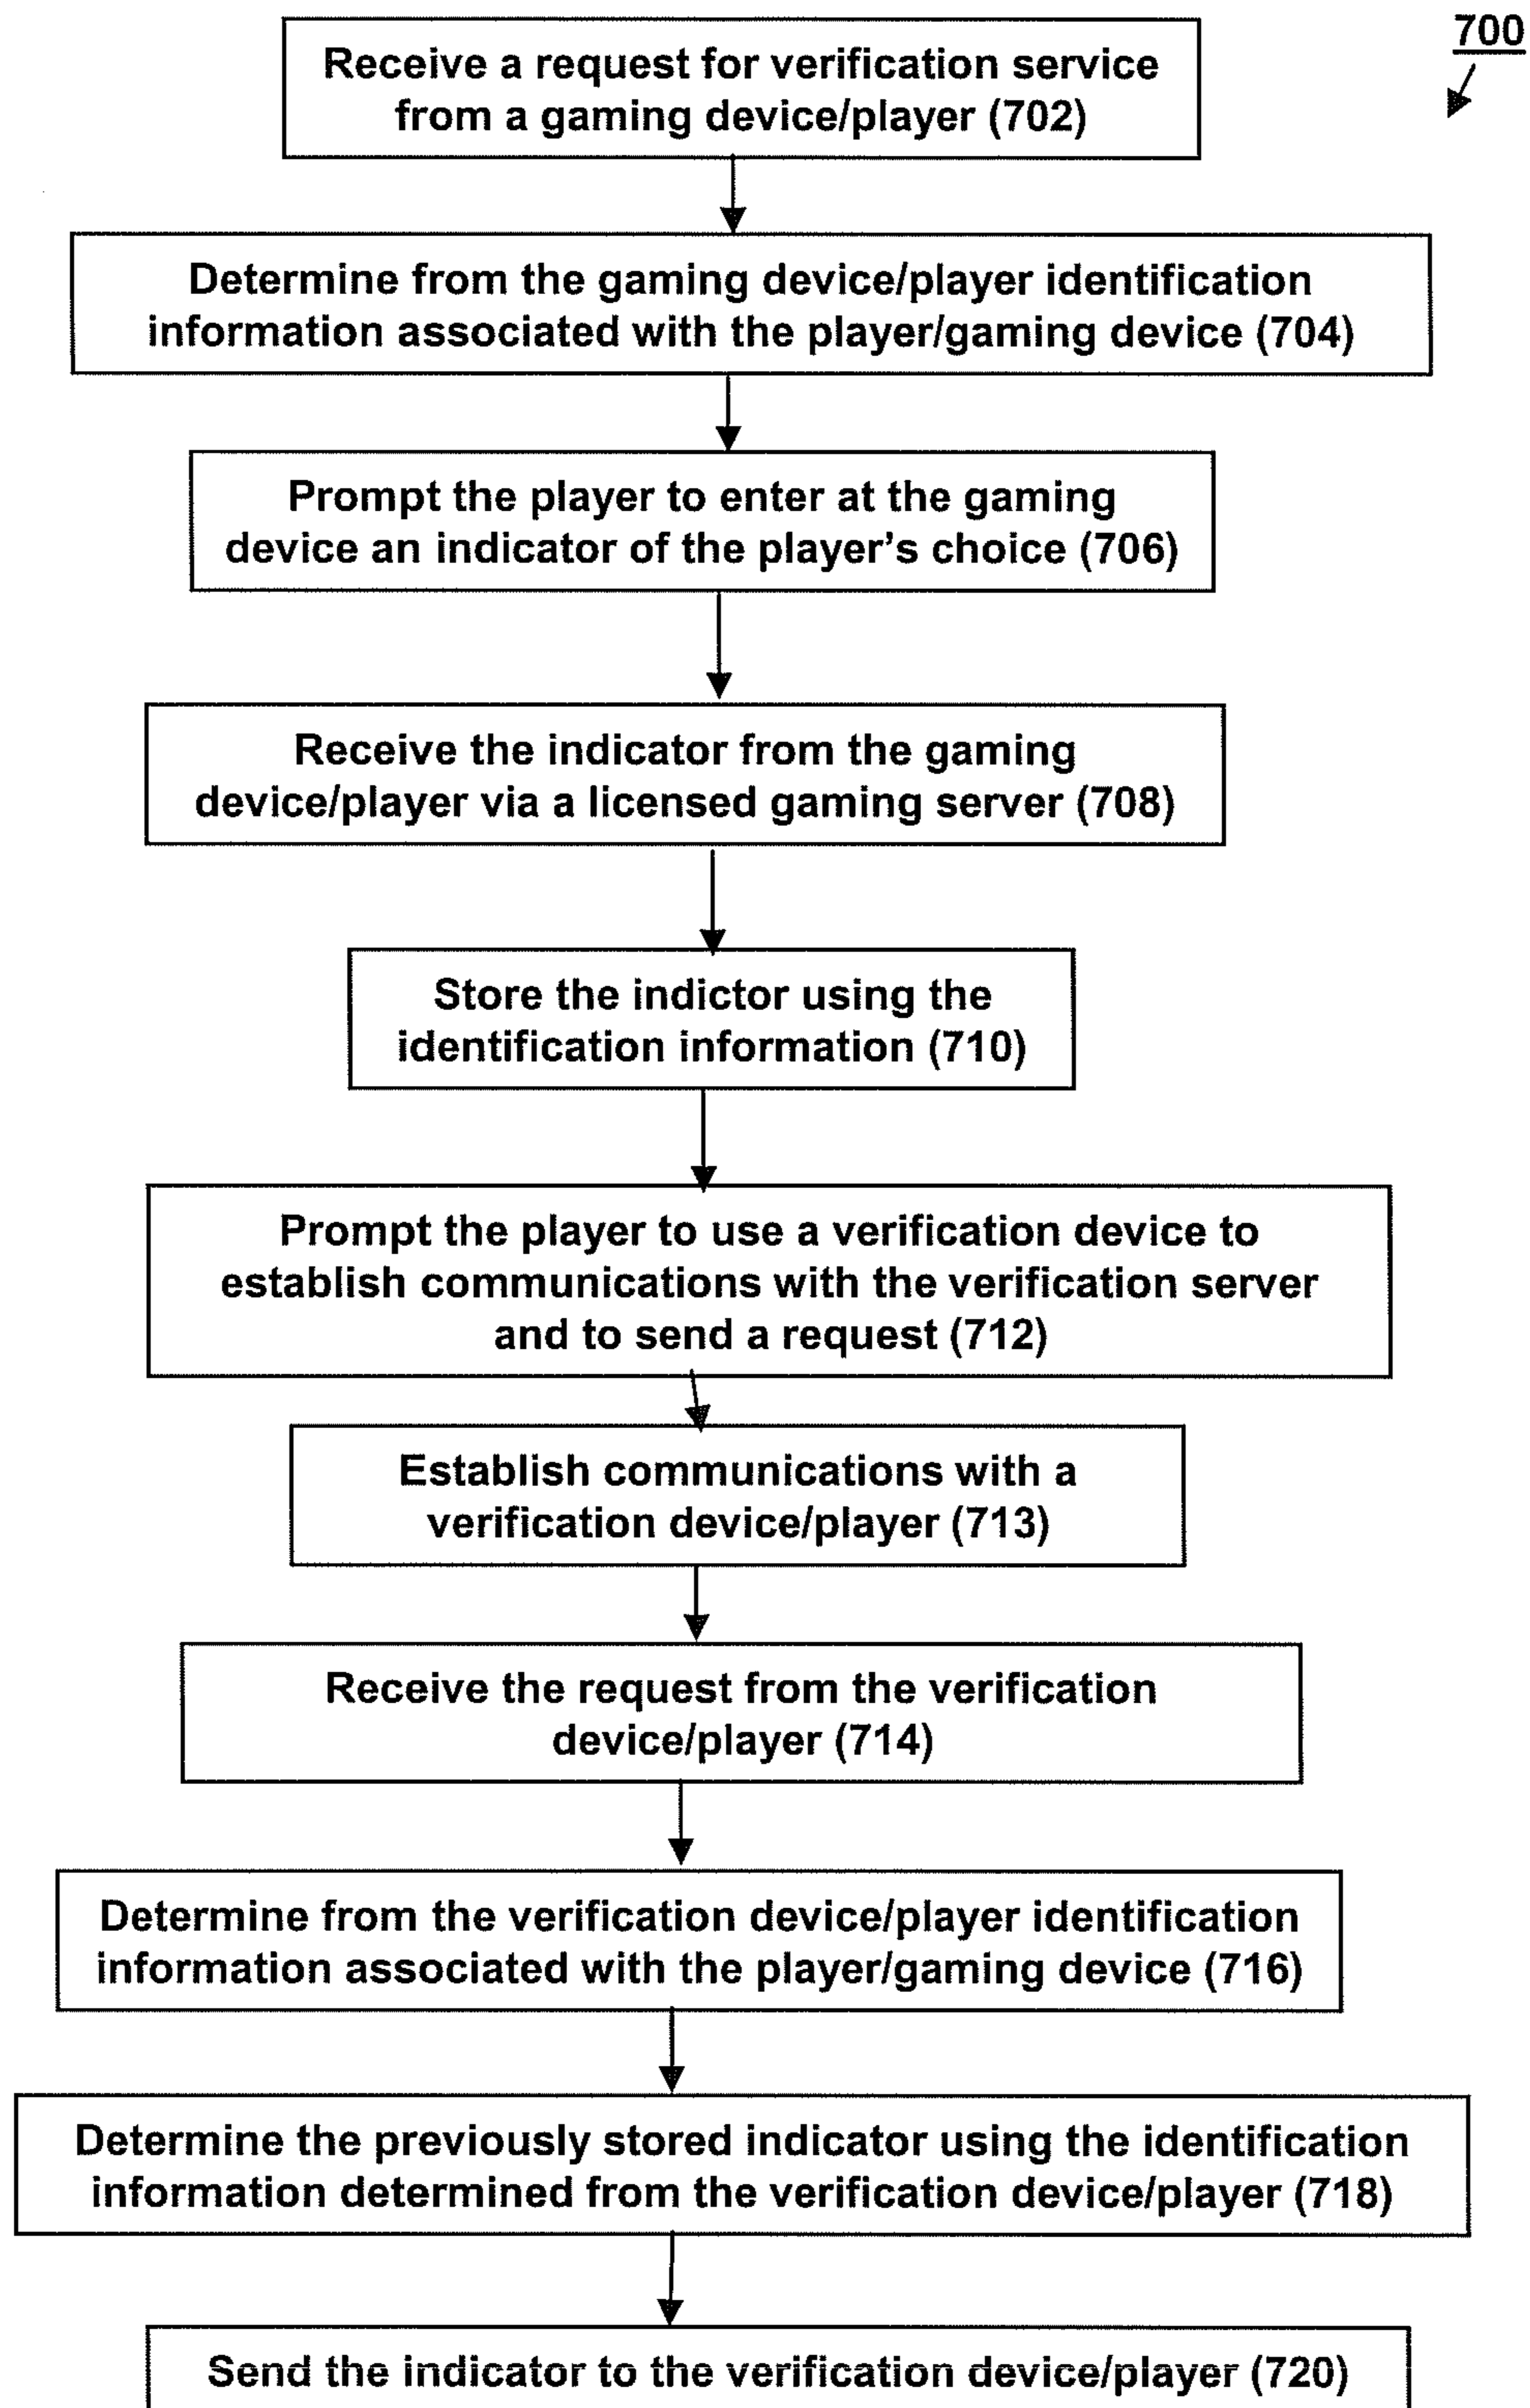 700
Receive a request for verification service
from a gaming device/player (702)
Determine from the gaming device/player identification
information associated with the player/gaming device (704)
Prompt the player to enter at the gaming
device an indicator of the player's choice (706)
Receive the indicator from the gaming
device/player via a licensed gaming server (708)
Store the indictor using the
identification information (710)
Prompt the player to use a verification device to
establish communications with the verification server
and to send a request (712)
Establish communications with a
verification device/player (713)
Receive the request from the verification
device/player (714)
Determine from the verification device/player identification
information associated with the player/gaming device (716)
Determine the previously stored indicator using the identification
information determined from the verification device/player (718)
Send the indicator to the verification device/player (720)